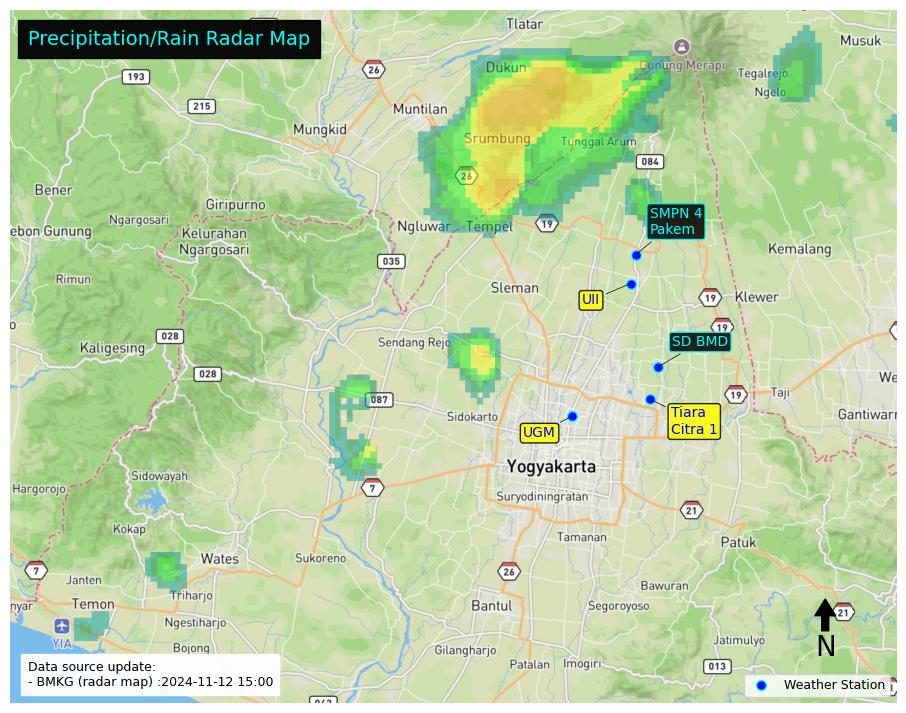 Precipitation/Rain Radar Map
Tlatar
Musuk
26
193
Dukun
Gunung Merapi
Tegalrejo
Ngelo
215
Muntilan
Mungkid
Srumbung
Tunggal Arum
084
26
Bener
Giripurno
SMPN 4
Pakem
Ngargosari
Ngluwar
Tempel
19
ebon Gunung
Kelurahan
Ngargosari
Kemalang
035
Rimun
Sleman
UII
19
Klewer
19
028
Kaligesing
Sendang Rejo
SD BMD
028
We
087
19
Taji
Sidokarto
Tiara
Citra 1
Gantiwarn
UGM
Yogyakarta
Sidowayah
Hargorojo
7
Suryodiningratan
21
Kokap
Tamanan
Patuk
Wates
Sukoreno
7
26
Janten
Bawuran
Triharjo
nyar
Temon
Bantul
Segoroyoso
21
Ngestiharjo
YIA
N
Jatimulyo
Bojong
Gilangharjo
Data source update:
- BMKG (radar map) :2024-11-12 15:00
Patalan
Imogiri
013
Weather Station